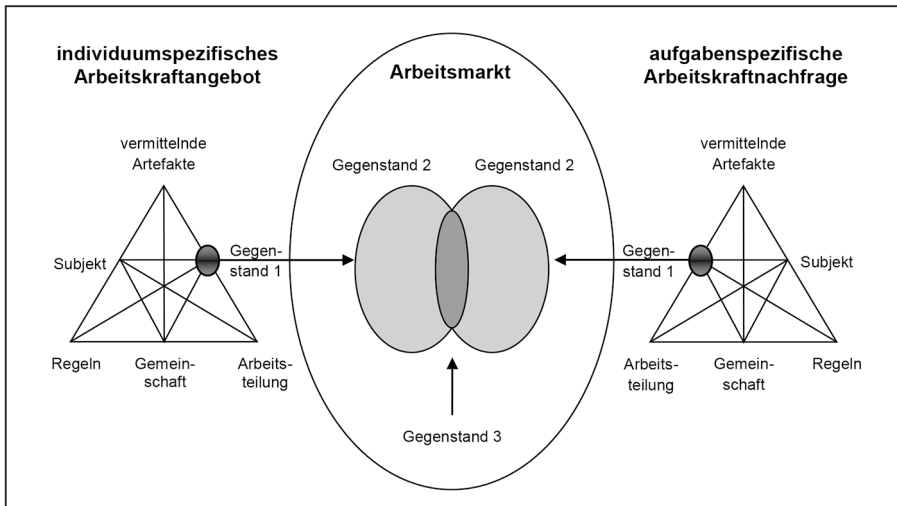 individuumspezifisches
Arbeitskraftangebot
Arbeitsmarkt
aufgabenspezifische
Arbeitskraftnachfrage
vermittelnde
Artefakte
Gegenstand 2
Gegenstand 2
vermittelnde
Artefakte
Subjekt
Gegen-
stand 1
Gegen-
stand 1
Subjekt
Regeln
Gemein-
schaft
Arbeits-
teilung
Gegenstand 3
Arbeits-
teilung
Gemein-
schaft
Regeln